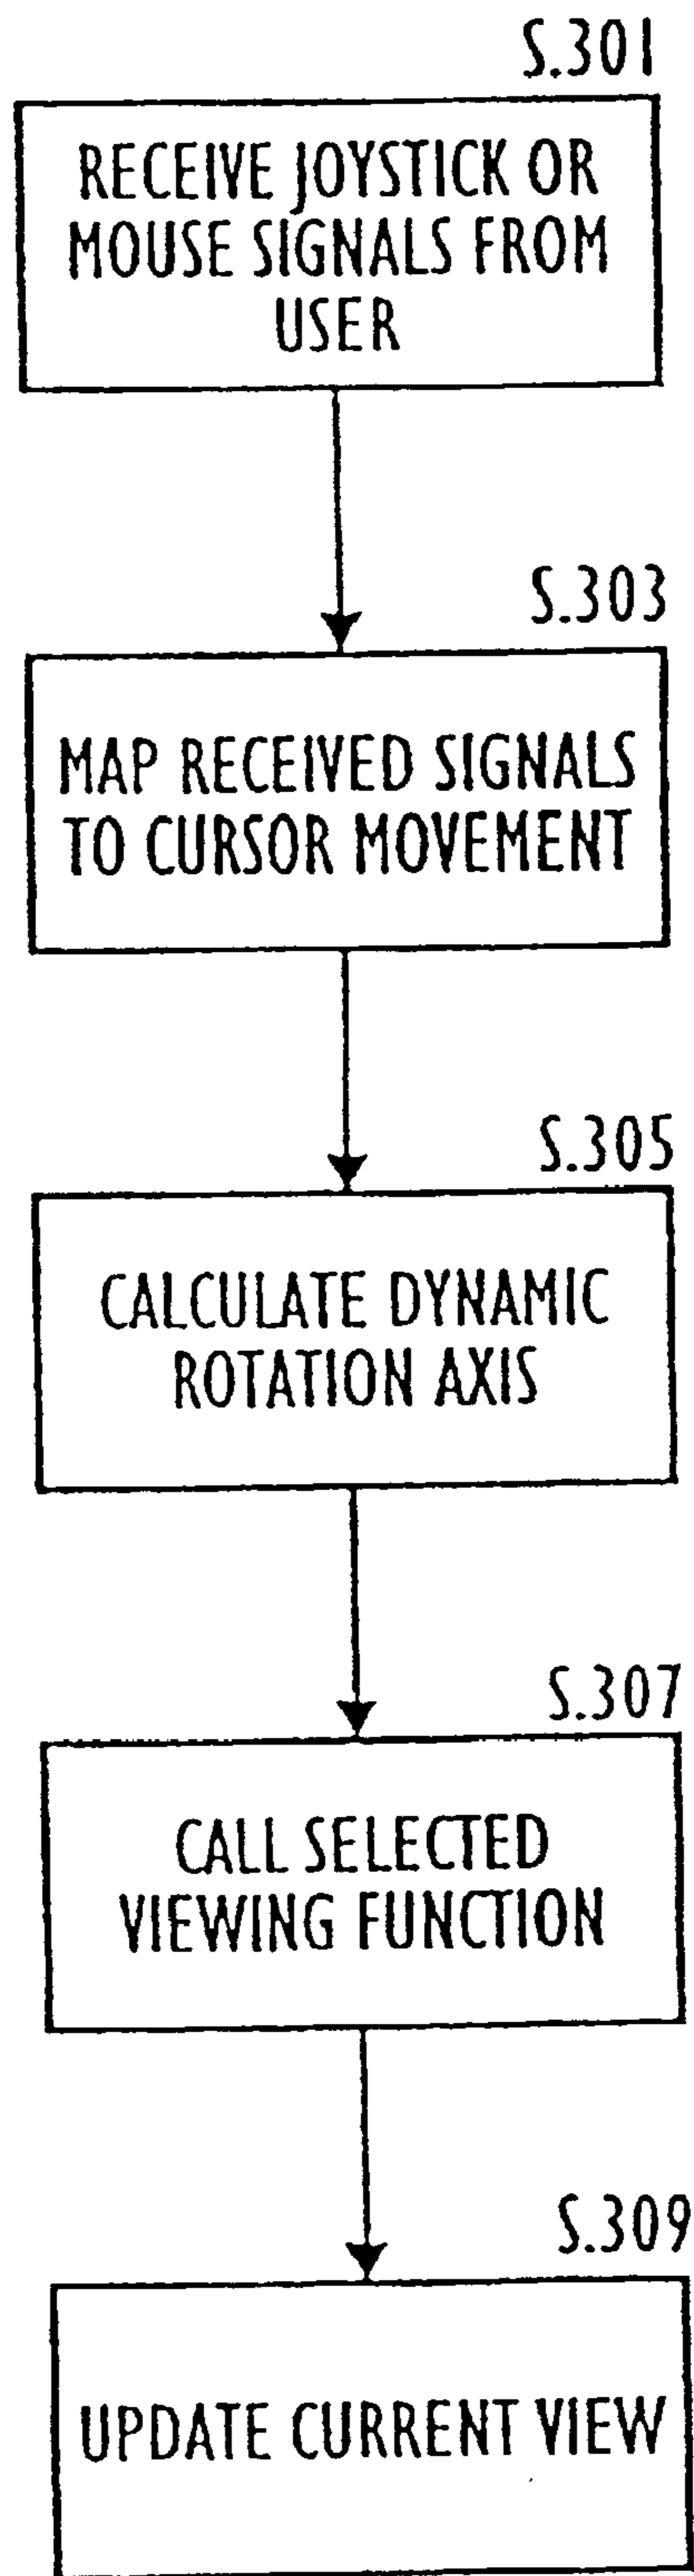 S.301
RECEIVE JOYSTICK OR
MOUSE SIGNALS FROM
USER
S.303
MAP RECEIVED SIGNALS
TO CURSOR MOVEMENT
S.305
CALCULATE DYNAMIC
ROTATION AXIS
S.307
CALL SELECTED
VIEWING FUNCTION
S.309
UPDATE CURRENT VIEW